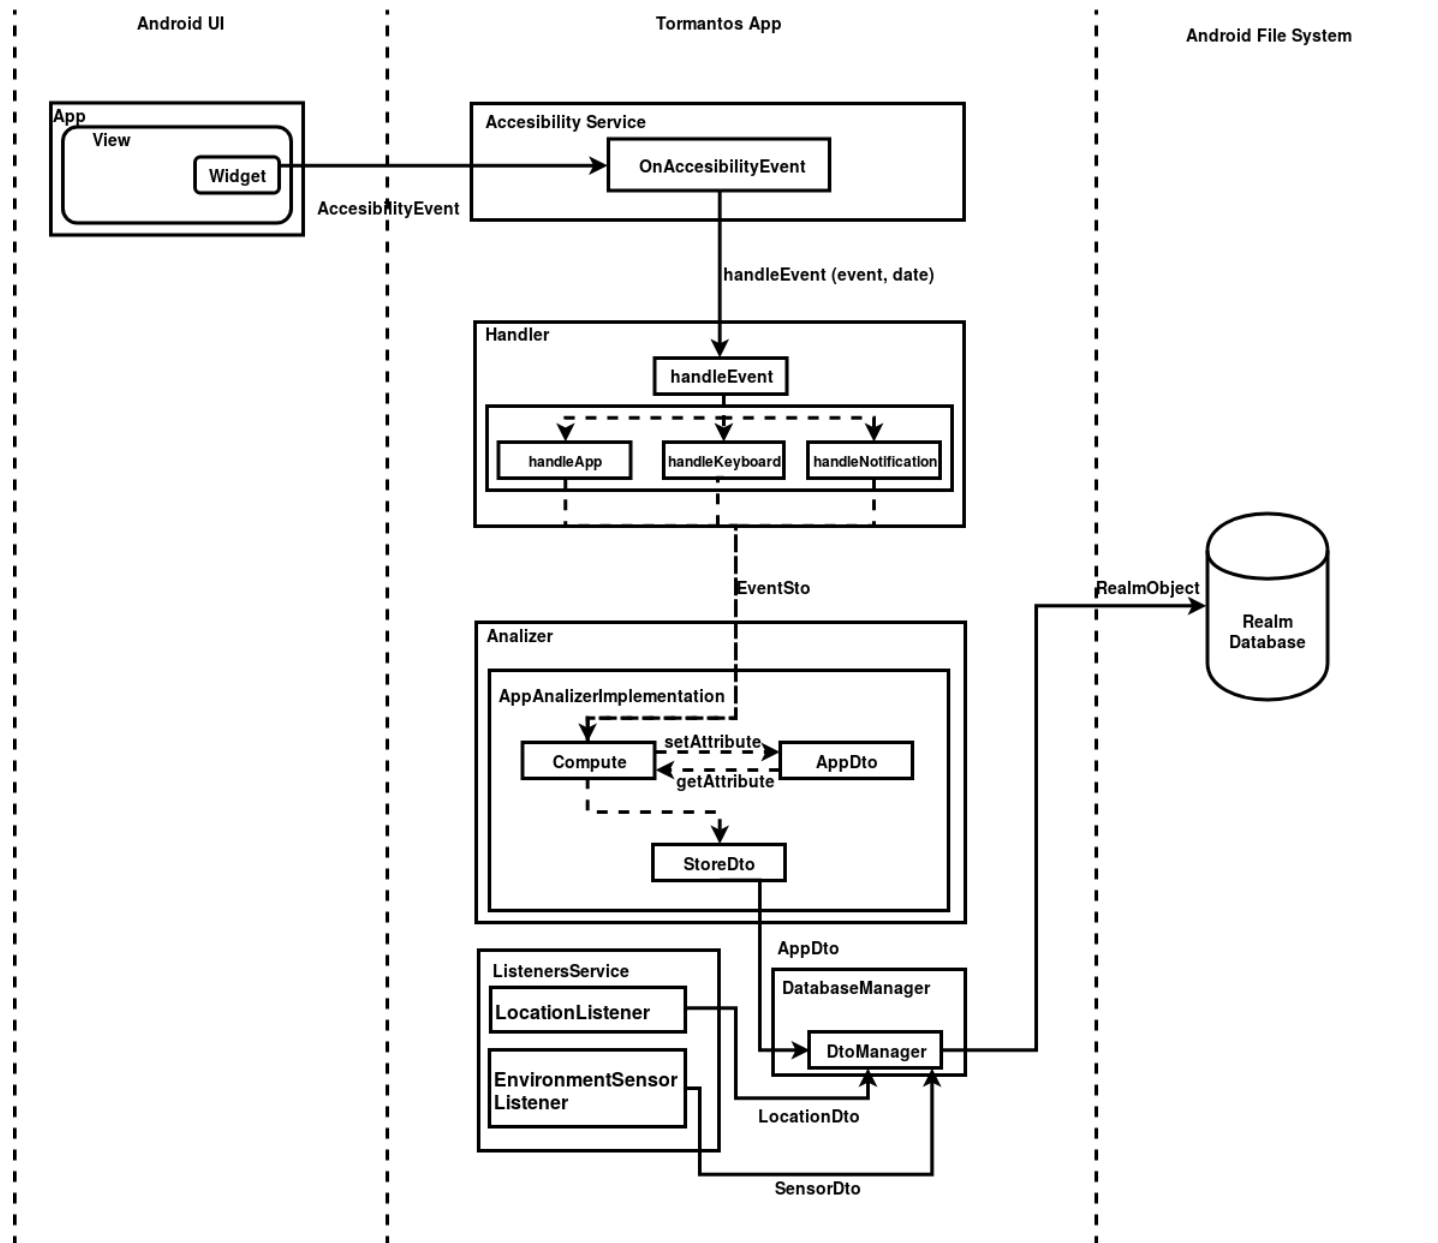 Android UI
Tormantos App
Android File System
App
View
Widget
AccesibilityEvent
Accesibility Service
OnAccesibilityEvent
handleEvent (event, date)
Handler
handleEvent
handleApp
handleKeyboard
handleNotification
EventSto
RealmObject
Realm
Database
Analizer
AppAnalizerImplementation
setAttribute
Compute
AppDto
getAttribute
StoreDto
AppDto
ListenersService
DatabaseManager
LocationListener
DtoManager
EnvironmentSensor
Listener
LocationDto
SensorDto